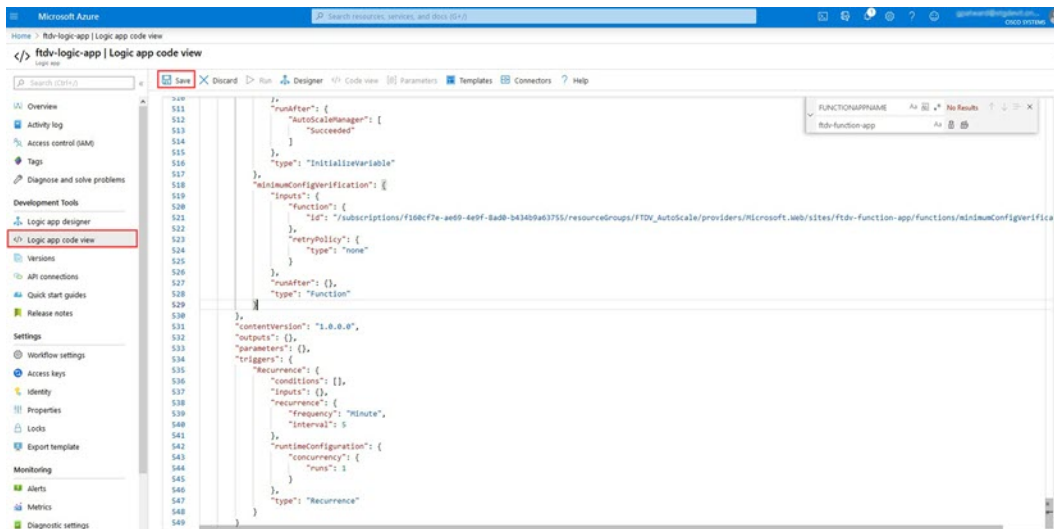 Microsoft Azure
Search resources, services, and docs (G+/)
CISCO SYSTEMS
Home > ftdv-logic-app | Logic app code view
</> ftdv-logic-app | Logic app code view
Logic app
Search (Ctrl+/)
Save Discard Run Designer </> Code view [@] Parameters Templates Connectors ? Help
Overview
Activity log
Access control (IAM)
Tags
Diagnose and solve problems
Development Tools
Logic app designer
</> Logic app code view
Versions
API connections
Quick start guides
Release notes
Settings
Workflow settings
Access keys
Identity
Properties
Locks
Export template
Monitoring
Alerts
Metrics
Diagnostic settings
FUNCTIONAPPNAME No Results
ftdv-function-app
510 },
511 "runAfter": {
512 "AutoScaleManager": [
513 "Succeeded"
514 ]
515 },
516 "type": "InitializeVariable"
517 },
518 "minimumConfigVerification": {
519 "inputs": {
520 "function": {
521 "id": "/subscriptions/f160cf7e-ae69-4e9f-8ad0-b434b9a63755/resourceGroups/FTDV_AutoScale/providers/Microsoft.Web/sites/ftdv-function-app/functions/minimumConfigVerifica
522 },
523 "retryPolicy": {
524 "type": "none"
525 }
526 },
527 "runAfter": {},
528 "type": "Function"
529 }
530 },
531 "contentVersion": "1.0.0.0",
532 "outputs": {},
533 "parameters": {},
534 "triggers": {
535 "Recurrence": {
536 "conditions": [],
537 "inputs": {},
538 "recurrence": {
539 "frequency": "Minute",
540 "interval": 5
541 },
542 "runtimeConfiguration": {
543 "concurrency": {
544 "runs": 1
545 }
546 },
547 "type": "Recurrence"
548 }
549 }